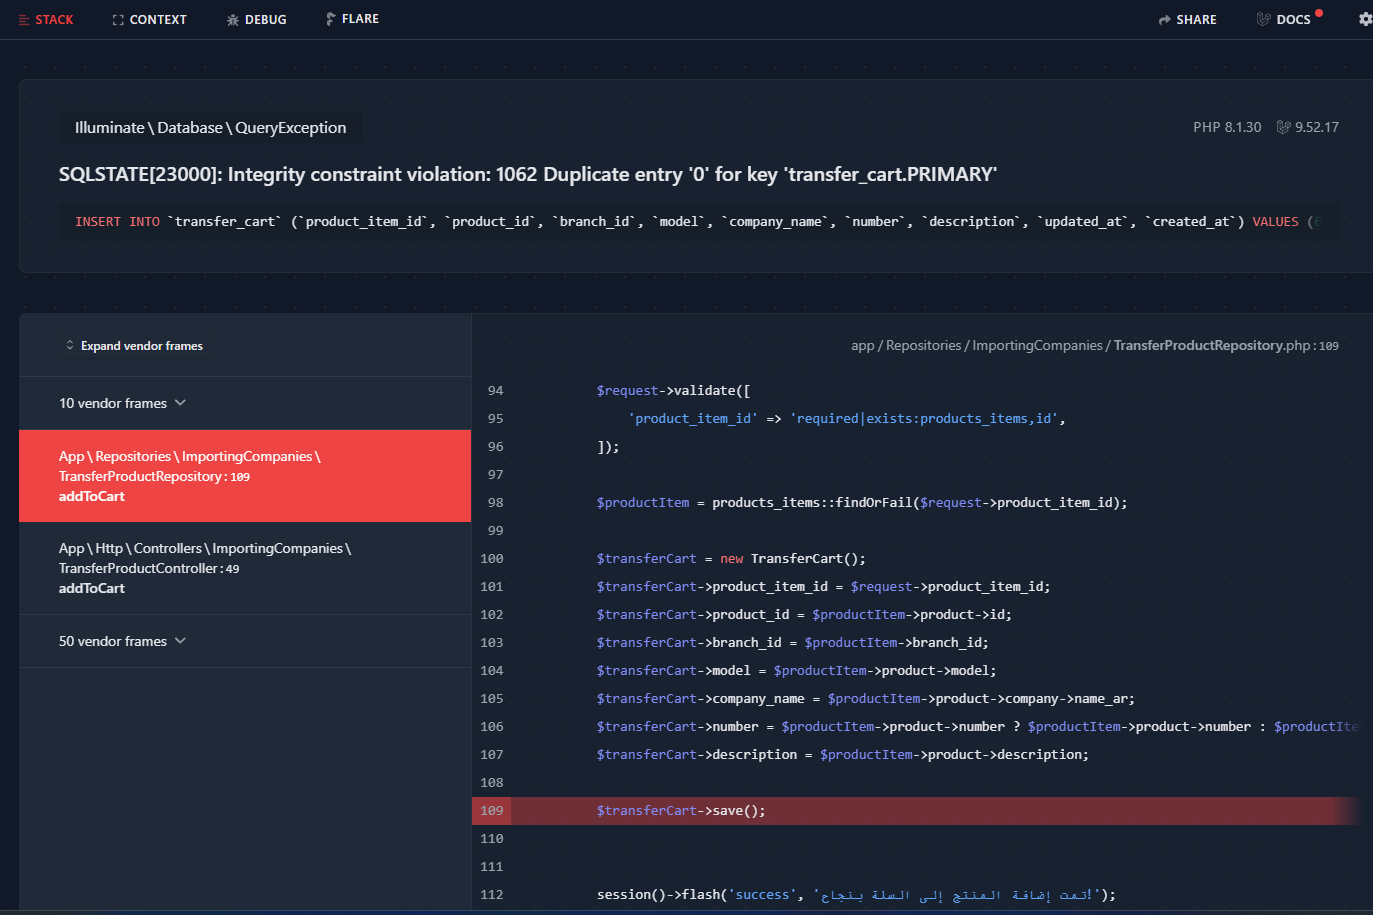 STACK CONTEXT DEBUG FLARE SHARE DOCS
Illuminate \ Database \ QueryException
PHP 8.1.30 9.52.17
SQLSTATE[23000]: Integrity constraint violation: 1062 Duplicate entry '0' for key 'transfer_cart.PRIMARY'
INSERT INTO `transfer_cart` (`product_item_id`, `product_id`, `branch_id`, `model`, `company_name`, `number`, `description`, `updated_at`, `created_at`) VALUES (
Expand vendor frames
10 vendor frames
App \ Repositories \ ImportingCompanies \
TransferProductRepository : 109
addToCart
App \ Http \ Controllers \ ImportingCompanies \
TransferProductController : 49
addToCart
50 vendor frames
app / Repositories / ImportingCompanies / TransferProductRepository.php : 109
94 $request->validate([
95 'product_item_id' => 'required|exists:products_items,id',
96 ]);
97
98 $productItem = products_items::findOrFail($request->product_item_id);
99
100 $transferCart = new TransferCart();
101 $transferCart->product_item_id = $request->product_item_id;
102 $transferCart->product_id = $productItem->product->id;
103 $transferCart->branch_id = $productItem->branch_id;
104 $transferCart->model = $productItem->product->model;
105 $transferCart->company_name = $productItem->product->company->name_ar;
106 $transferCart->number = $productItem->product->number ? $productItem->product->number : $productIte
107 $transferCart->description = $productItem->product->description;
108
109 $transferCart->save();
110
111
112 session()->flash('success', 'تمت إضافة المنتج إلى السلة بنجاح!');